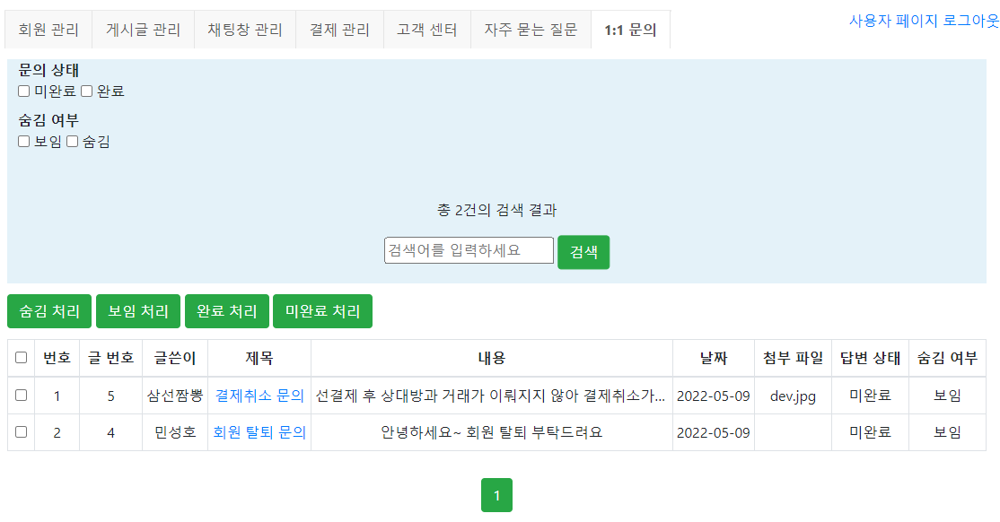 회원 관리 게시글 관리 채팅창 관리 결제 관리 고객 센터 자주 묻는 질문 1:1 문의 사용자 페이지 로그아웃
문의 상태
미완료 완료
숨김 여부
보임 숨김
총 2건의 검색 결과
검색어를 입력하세요 검색
숨김 처리 보임 처리 완료 처리 미완료 처리
번호 글 번호 글쓴이 제목 내용 날짜 첨부 파일 답변 상태 숨김 여부
1 5 삼선짬뽕 결제취소 문의 선결제 후 상대방과 거래가 이뤄지지 않아 결제취소가... 2022-05-09 dev.jpg 미완료 보임
2 4 민성호 회원 탈퇴 문의 안녕하세요~ 회원 탈퇴 부탁드려요 2022-05-09 미완료 보임
1